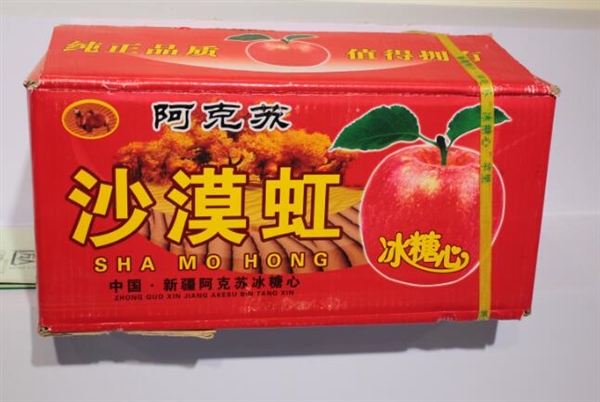 纯正品质 值得拥有
阿克苏
沙漠虹
SHA MO HONG
冰糖心
中国·新疆阿克苏冰糖心
ZHONG GUO XIN JIANG AKESU BIN TANG XIN